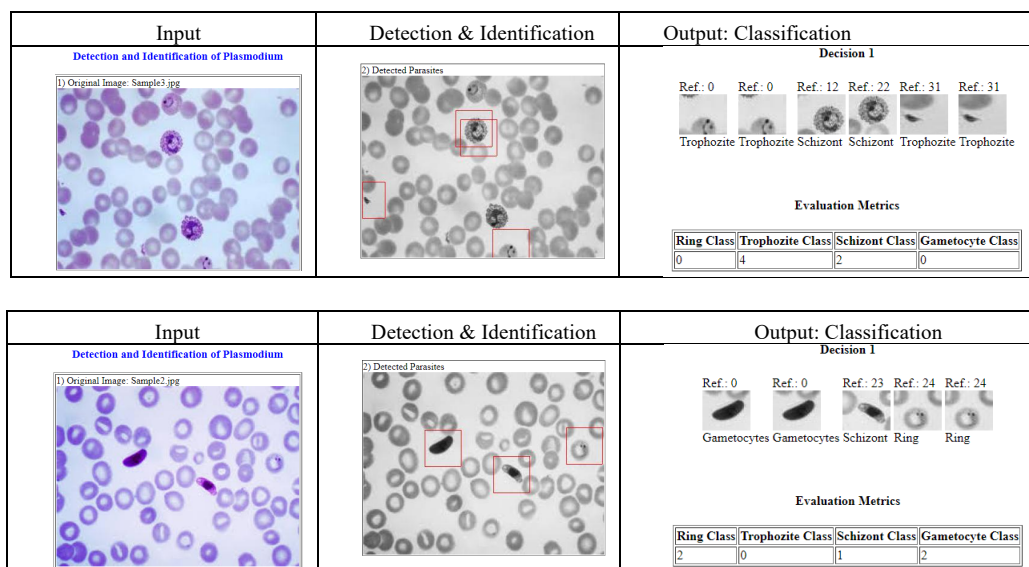 Input
Detection & Identification
Output: Classification
Detection and Identification of Plasmodium
1) Original Image: Sample3.jpg
2) Detected Parasites
Decision 1
Ref.: 0 Ref.: 0 Ref.: 12 Ref.: 22 Ref.: 31 Ref.: 31
Trophozite Trophozite Schizont Schizont Trophozite Trophozite
Evaluation Metrics
Ring Class Trophozite Class Schizont Class Gametocyte Class
0 4 2 0
Input
Detection & Identification
Output: Classification
Detection and Identification of Plasmodium
1) Original Image: Sample2.jpg
2) Detected Parasites
Decision 1
Ref.: 0 Ref.: 0 Ref.: 23 Ref.: 24 Ref.: 24
Gametocytes Gametocytes Schizont Ring Ring
Evaluation Metrics
Ring Class Trophozite Class Schizont Class Gametocyte Class
2 0 1 2